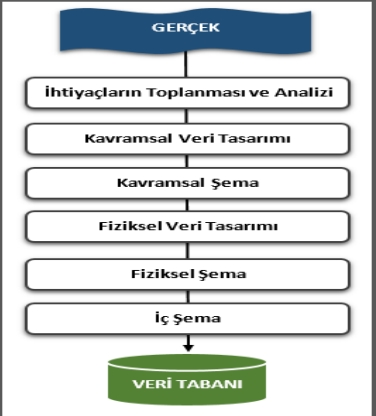 GERÇEK
İhtiyaçların Toplanması ve Analizi
Kavramsal Veri Tasarımı
Kavramsal Şema
Fiziksel Veri Tasarımı
Fiziksel Şema
İç Şema
VERİ TABANI